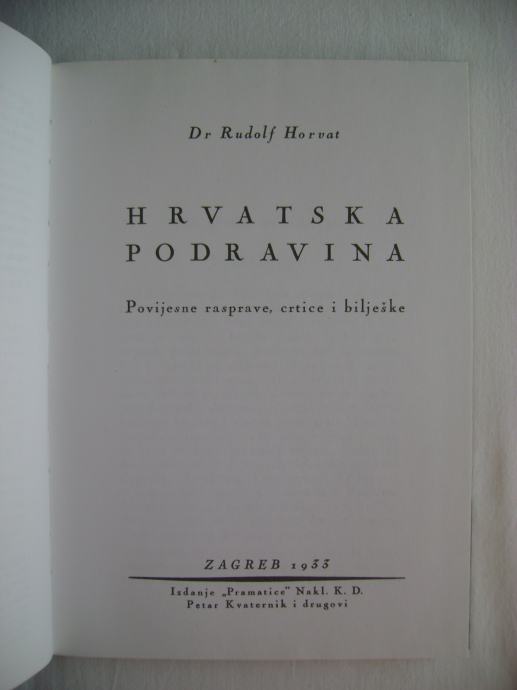 Dr Rudolf Horvat
HRVATSKA
PODRAVINA
Povijesne rasprave, crtice i bilješke
ZAGREB 1933
Izdanje „Pramatice" Nakl. K. D.
Petar Kvaternik i drugovi